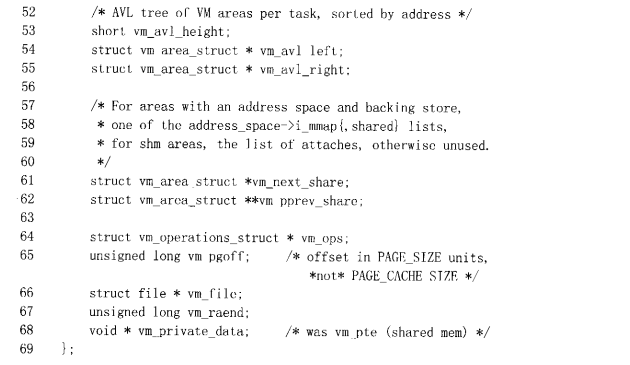 52 /* AVL tree of VM areas per task, sorted by address */
53 short vm_avl_height;
54 struct vm_area_struct * vm_avl_left;
55 struct vm_area_struct * vm_avl_right;
56
57 /* For areas with an address space and backing store,
58 * one of the address_space->i_mmap{,shared} lists,
59 * for shm areas, the list of attaches, otherwise unused.
60 */
61 struct vm_area_struct *vm_next_share;
62 struct vm_area_struct **vm_pprev_share;
63
64 struct vm_operations_struct * vm_ops;
65 unsigned long vm_pgoff; /* offset in PAGE_SIZE units,
*not* PAGE_CACHE_SIZE */
66 struct file * vm_file;
67 unsigned long vm_raend;
68 void * vm_private_data; /* was vm_pte (shared mem) */
69 };